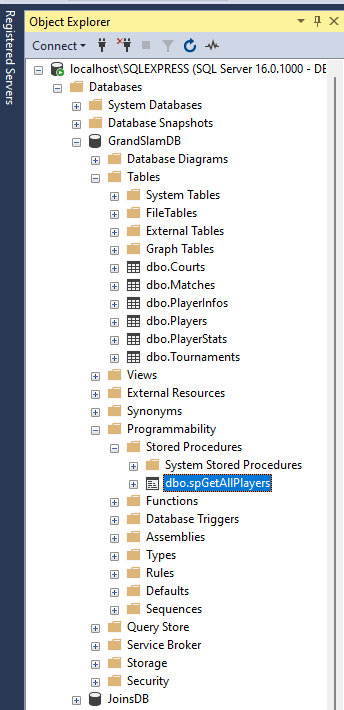 Registered Servers
Object Explorer
Connect
localhost\SQLEXPRESS (SQL Server 16.0.1000 - DE
Databases
System Databases
Database Snapshots
GrandSlamDB
Database Diagrams
Tables
System Tables
FileTables
External Tables
Graph Tables
dbo.Courts
dbo.Matches
dbo.PlayerInfos
dbo.Players
dbo.PlayerStats
dbo.Tournaments
Views
External Resources
Synonyms
Programmability
Stored Procedures
System Stored Procedures
dbo.spGetAllPlayers
Functions
Database Triggers
Assemblies
Types
Rules
Defaults
Sequences
Query Store
Service Broker
Storage
Security
JoinsDB